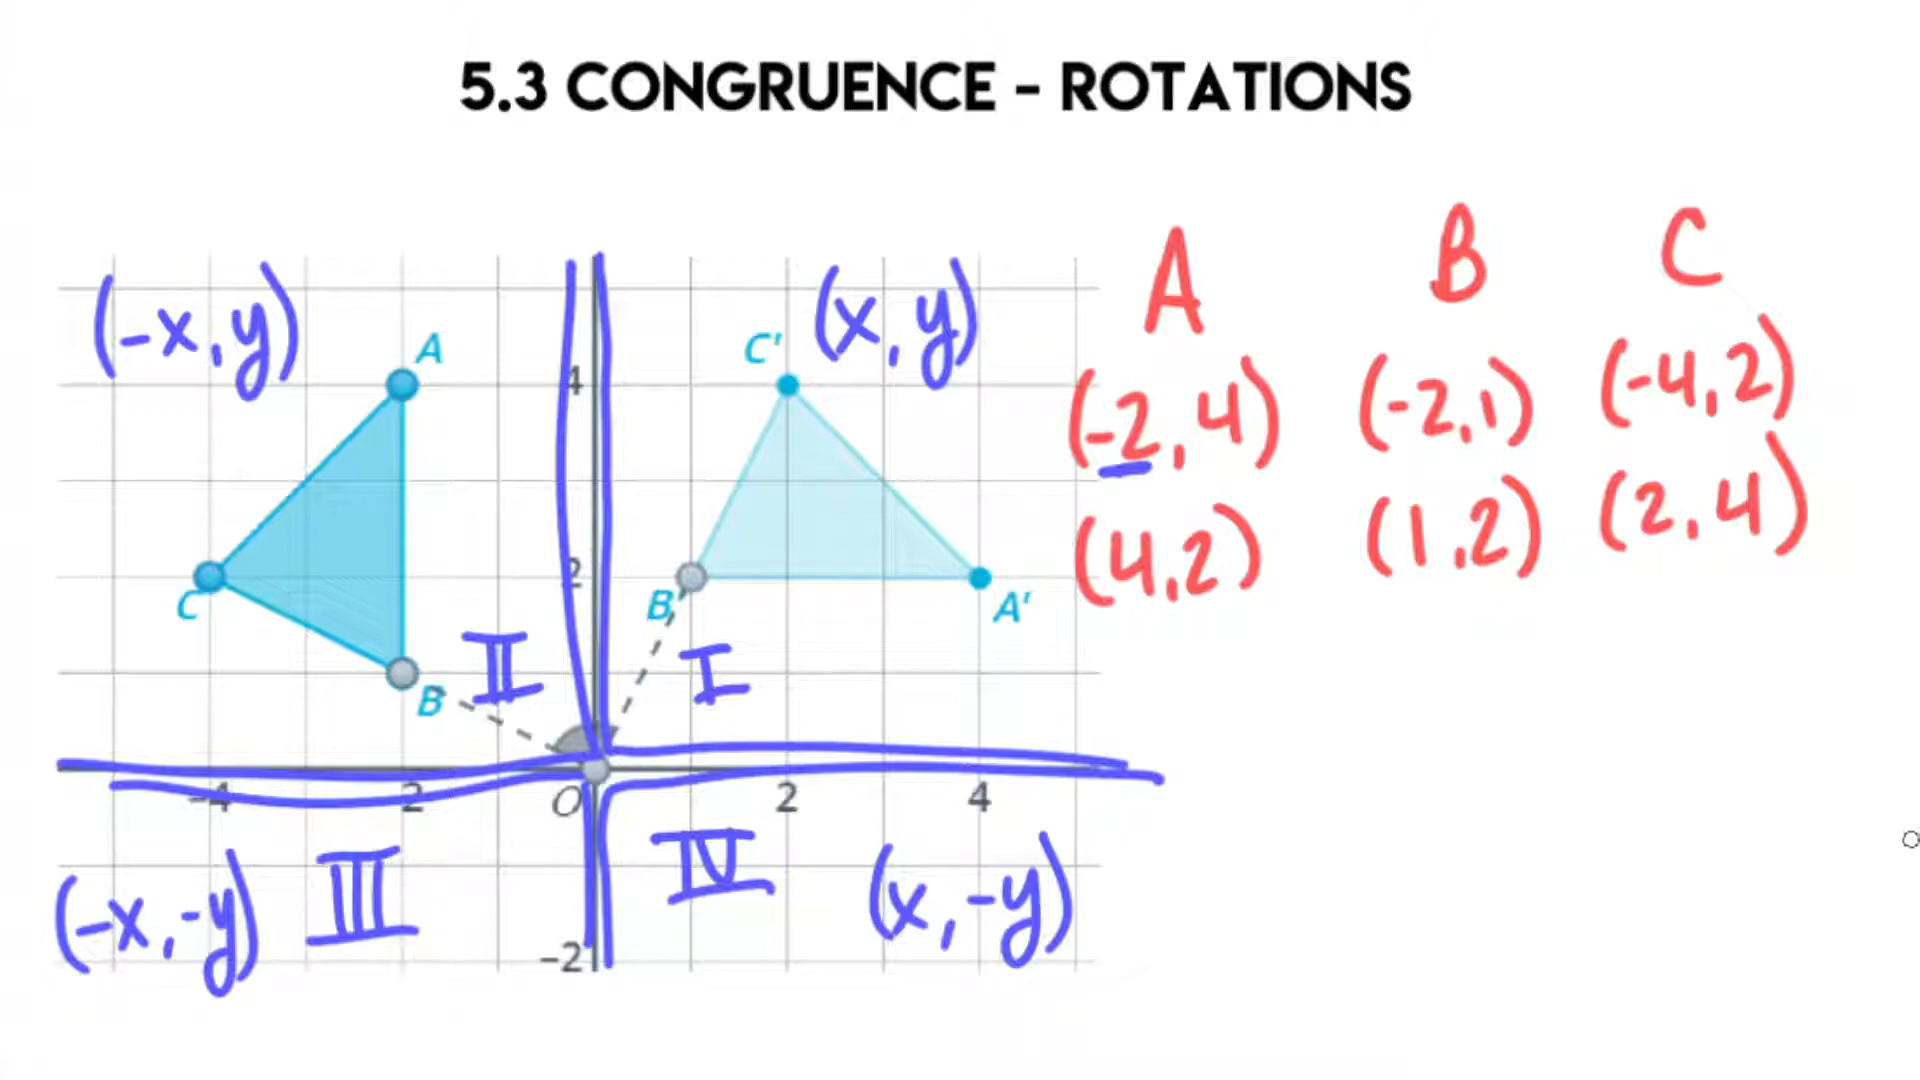 5.3 CONGRUENCE - ROTATIONS
A B C
(-x, y) (x, y)
A C'
4
(-2, 4) (-2, 1) (-4, 2)
(4, 2) (1, 2) (2, 4)
2
C B' A'
II I
B
-4 2 O 2 4
III IV
(-x, -y) (x, -y)
-2